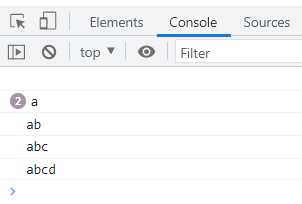 Elements Console Sources
top ▼ Filter
2 a
ab
abc
abcd
>